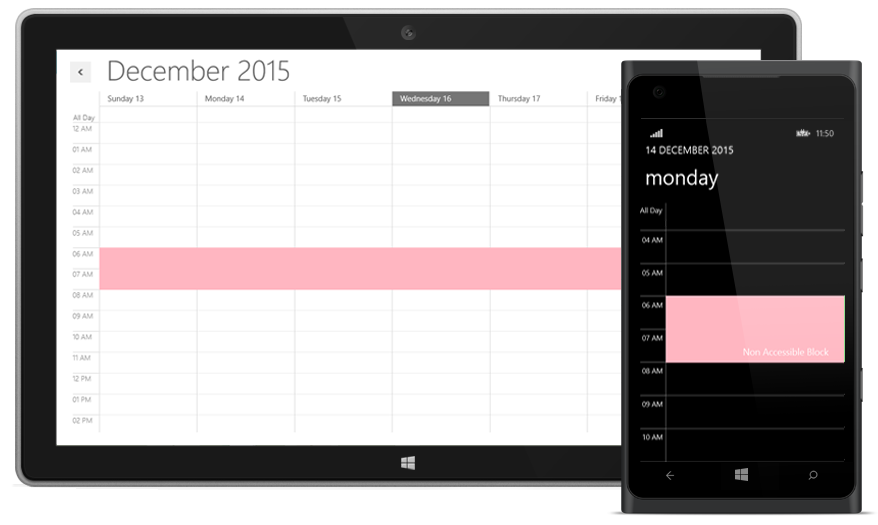 December 2015
Sunday 13
Monday 14
Tuesday 15
Wednesday 16
Thursday 17
Friday 1
All Day
12 AM
01 AM
02 AM
03 AM
04 AM
05 AM
06 AM
07 AM
08 AM
09 AM
10 AM
11 AM
12 PM
01 PM
02 PM
11:50
14 DECEMBER 2015
monday
All Day
04 AM
05 AM
06 AM
07 AM
Non Accessible Block
08 AM
09 AM
10 AM